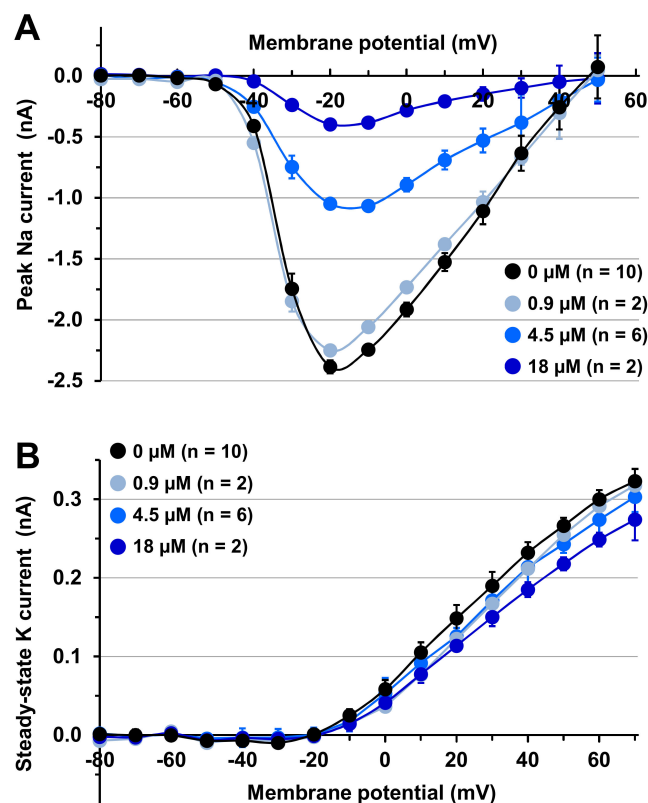 A
Membrane potential (mV)
0.0
-80 -60 -40 -20 0 20 40 60
-0.5
-1.0
-1.5
-2.0
-2.5
Peak Na current (nA)
0 µM (n = 10)
0.9 µM (n = 2)
4.5 µM (n = 6)
18 µM (n = 2)
B
0 µM (n = 10)
0.9 µM (n = 2)
4.5 µM (n = 6)
18 µM (n = 2)
0.3
0.2
0.1
0.0
Steady-state K current (nA)
-80 -60 -40 -20 0 20 40 60
Membrane potential (mV)